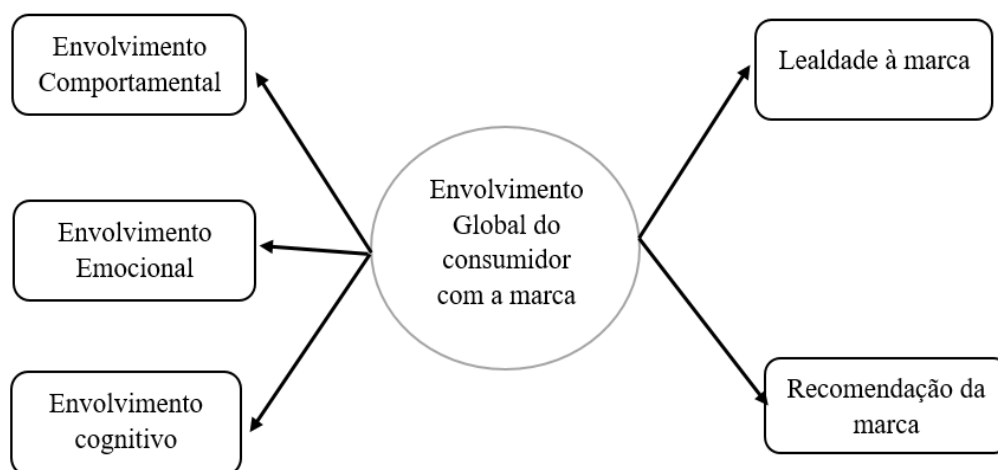 Envolvimento
Comportamental
Envolvimento
Emocional
Envolvimento
cognitivo
Envolvimento
Global do
consumidor
com a marca
Lealdade à marca
Recomendação da
marca